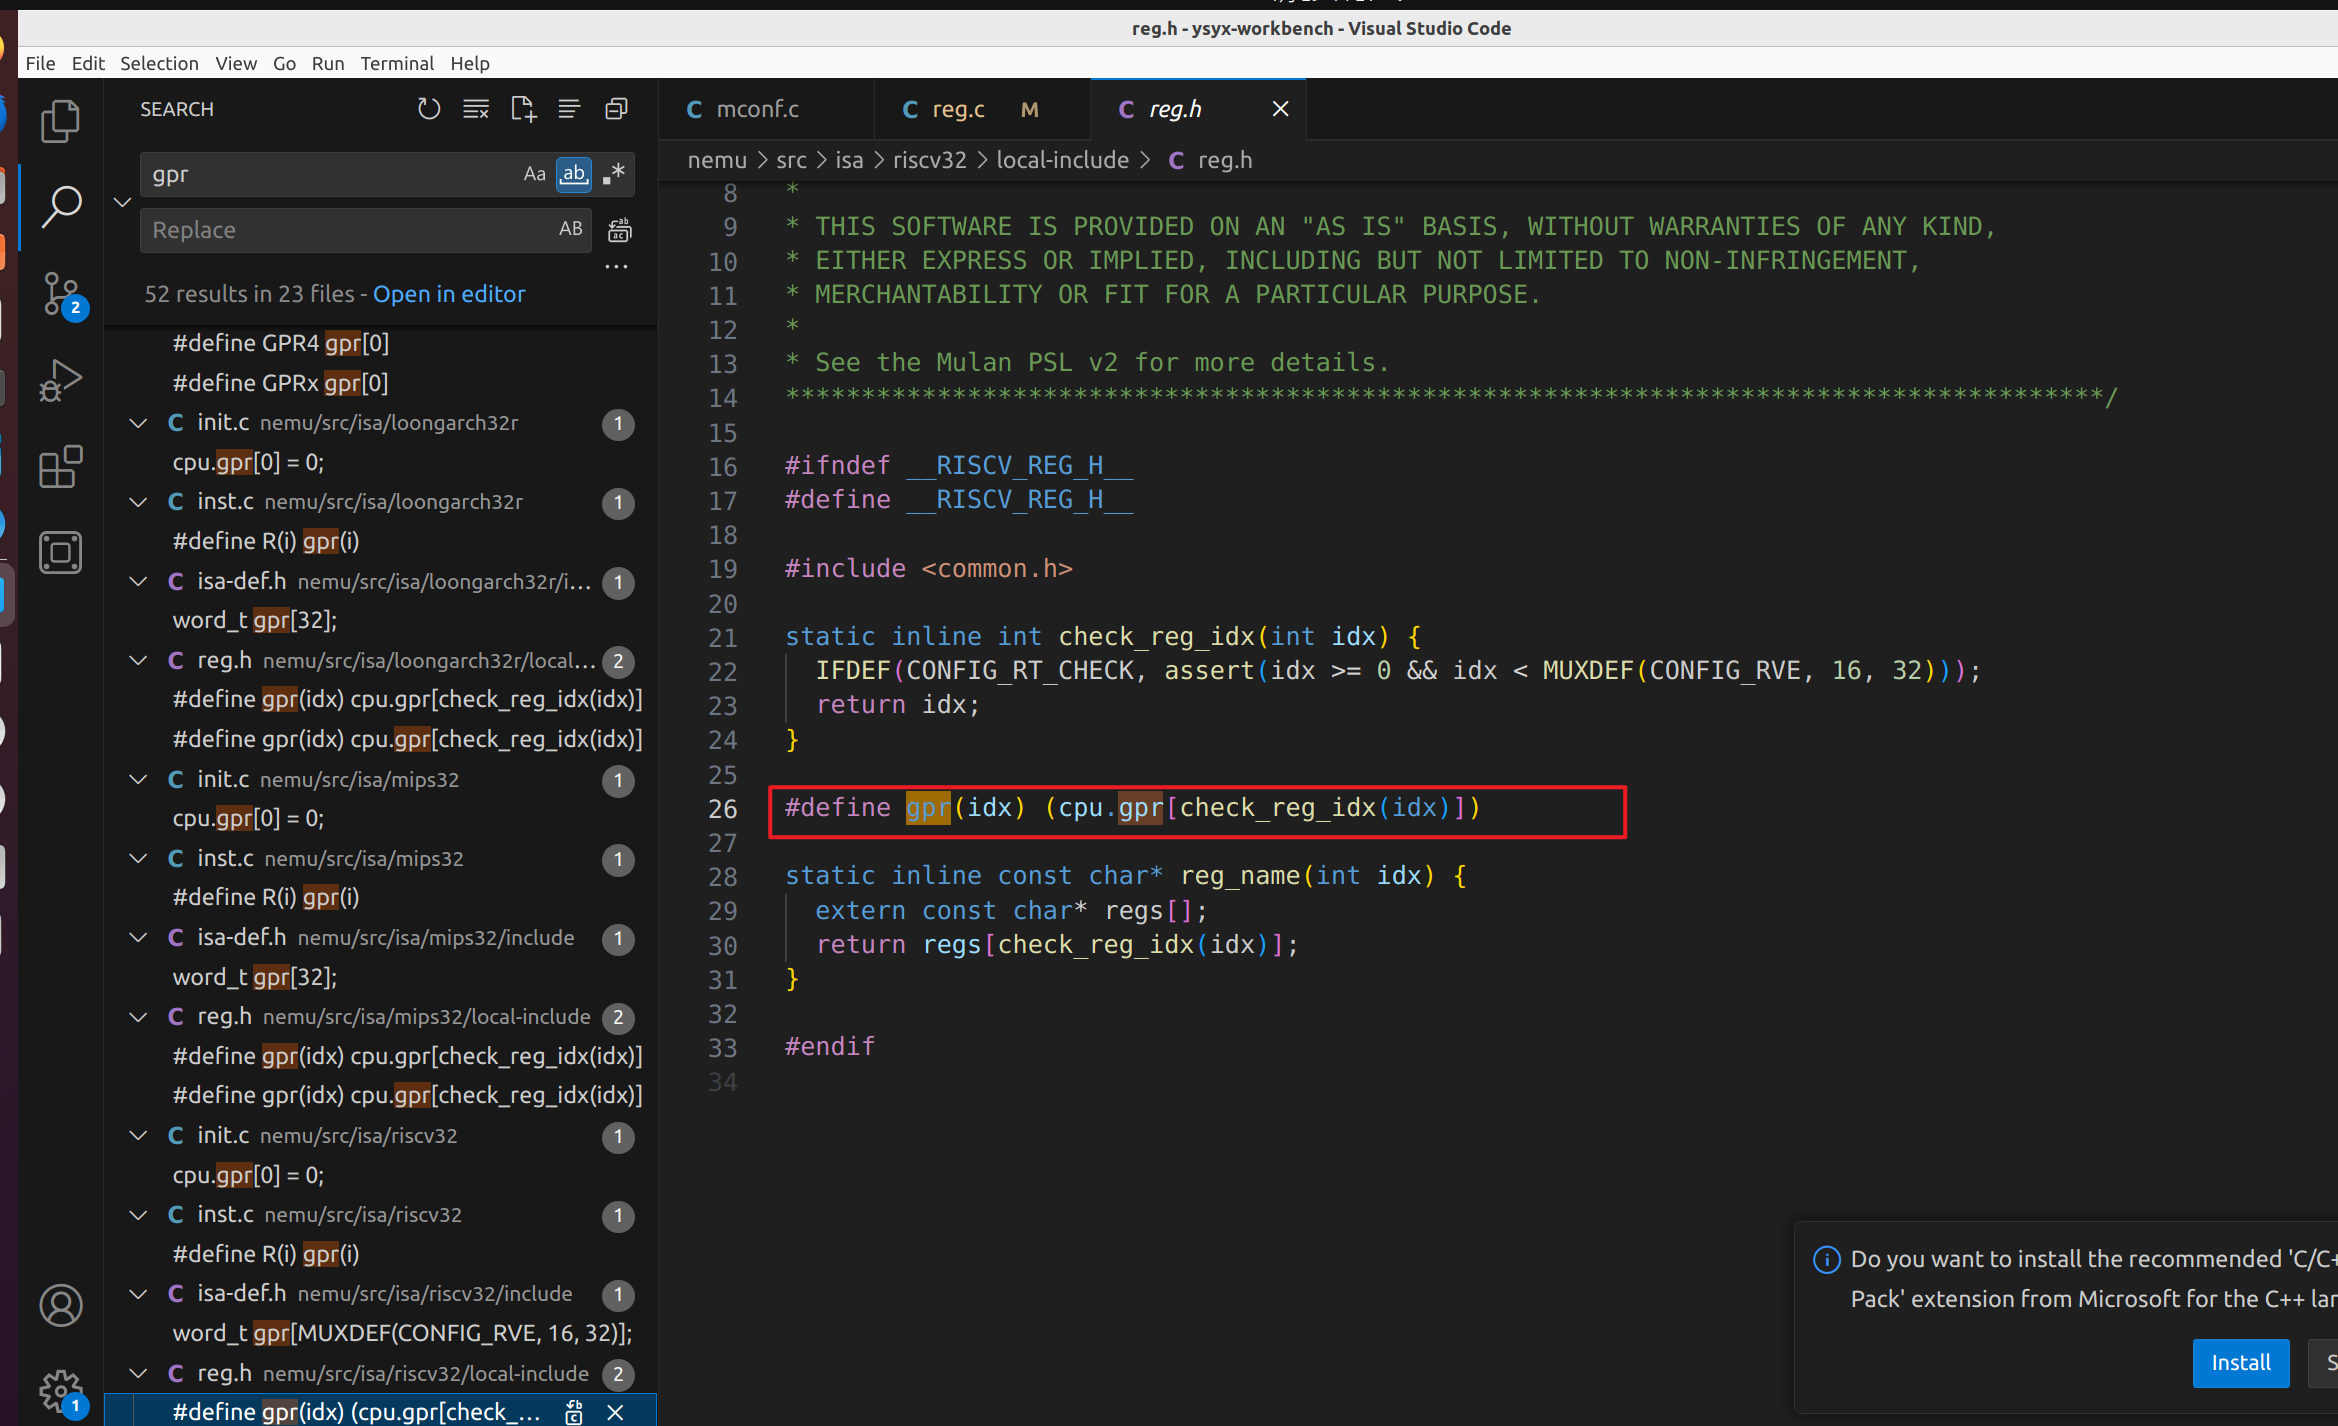 reg.h - ysyx-workbench - Visual Studio Code
File Edit Selection View Go Run Terminal Help
SEARCH
gpr
Aa
ab
.*
Replace
AB
52 results in 23 files - Open in editor
#define GPR4 gpr[0]
#define GPRx gpr[0]
C init.c nemu/src/isa/loongarch32r 1
cpu.gpr[0] = 0;
C inst.c nemu/src/isa/loongarch32r 1
#define R(i) gpr(i)
C isa-def.h nemu/src/isa/loongarch32r/i... 1
word_t gpr[32];
C reg.h nemu/src/isa/loongarch32r/local... 2
#define gpr(idx) cpu.gpr[check_reg_idx(idx)]
#define gpr(idx) cpu.gpr[check_reg_idx(idx)]
C init.c nemu/src/isa/mips32 1
cpu.gpr[0] = 0;
C inst.c nemu/src/isa/mips32 1
#define R(i) gpr(i)
C isa-def.h nemu/src/isa/mips32/include 1
word_t gpr[32];
C reg.h nemu/src/isa/mips32/local-include 2
#define gpr(idx) cpu.gpr[check_reg_idx(idx)]
#define gpr(idx) cpu.gpr[check_reg_idx(idx)]
C init.c nemu/src/isa/riscv32 1
cpu.gpr[0] = 0;
C inst.c nemu/src/isa/riscv32 1
#define R(i) gpr(i)
C isa-def.h nemu/src/isa/riscv32/include 1
word_t gpr[MUXDEF(CONFIG_RVE, 16, 32)];
C reg.h nemu/src/isa/riscv32/local-include 2
#define gpr(idx) (cpu.gpr[check_...
2
1
C mconf.c
C reg.c M
C reg.h
nemu > src > isa > riscv32 > local-include > C reg.h
8 *
9 * THIS SOFTWARE IS PROVIDED ON AN "AS IS" BASIS, WITHOUT WARRANTIES OF ANY KIND,
10 * EITHER EXPRESS OR IMPLIED, INCLUDING BUT NOT LIMITED TO NON-INFRINGEMENT,
11 * MERCHANTABILITY OR FIT FOR A PARTICULAR PURPOSE.
12 *
13 * See the Mulan PSL v2 for more details.
14 ***************************************************************************************/
15
16 #ifndef __RISCV_REG_H__
17 #define __RISCV_REG_H__
18
19 #include <common.h>
20
21 static inline int check_reg_idx(int idx) {
22 IFDEF(CONFIG_RT_CHECK, assert(idx >= 0 && idx < MUXDEF(CONFIG_RVE, 16, 32)));
23 return idx;
24 }
25
26 #define gpr(idx) (cpu.gpr[check_reg_idx(idx)])
27
28 static inline const char* reg_name(int idx) {
29 extern const char* regs[];
30 return regs[check_reg_idx(idx)];
31 }
32
33 #endif
34
Do you want to install the recommended 'C/C+
Pack' extension from Microsoft for the C++ lan
Install